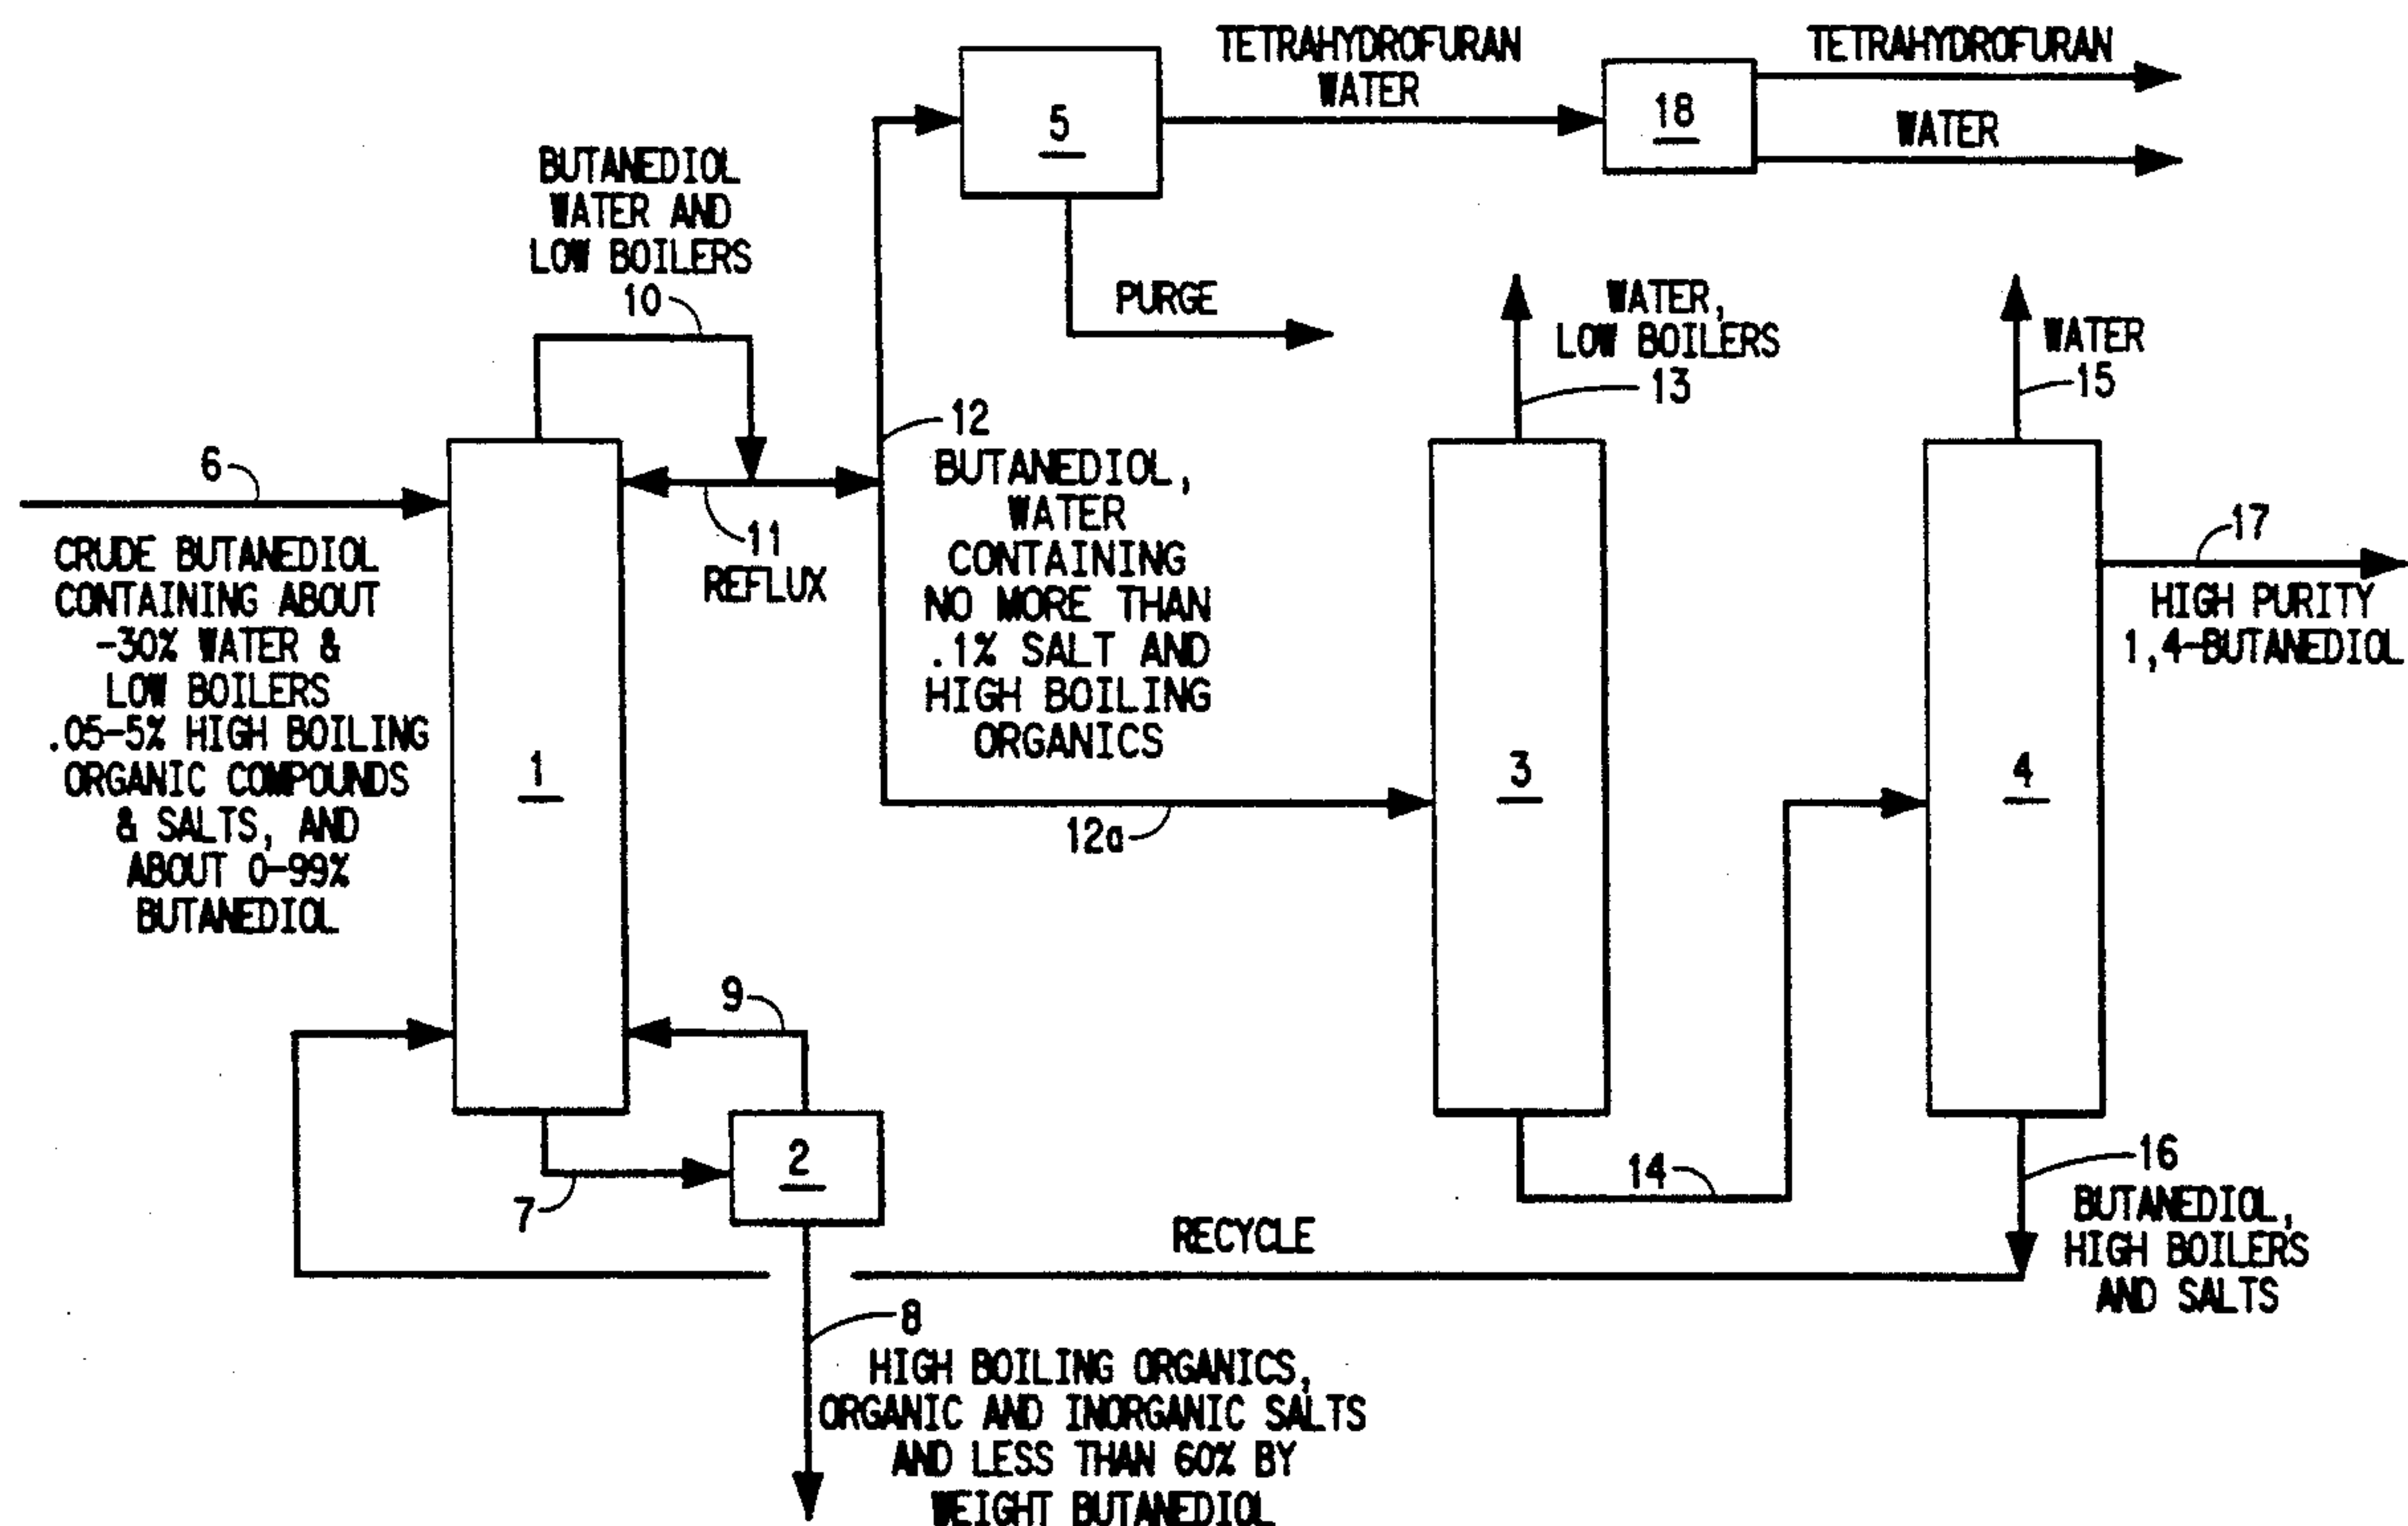 TETRAHYDROFURAN
WATER
TETRAHYDROFURAN
WATER
5
18
BUTANEDIOL
WATER AND
LOW BOILERS
10
PURGE
WATER,
LOW BOILERS
13
WATER
15
6
12
BUTANEDIOL,
WATER
CONTAINING
NO MORE THAN
.1% SALT AND
HIGH BOILING
ORGANICS
11
REFLUX
CRUDE BUTANEDIOL
CONTAINING ABOUT
-30% WATER &
LOW BOILERS
.05-5% HIGH BOILING
ORGANIC COMPOUNDS
& SALTS, AND
ABOUT 0-99%
BUTANEDIOL
17
HIGH PURITY
1,4-BUTANEDIOL
1
3
4
12a
9
2
7
14
16
BUTANEDIOL,
HIGH BOILERS
AND SALTS
RECYCLE
8
HIGH BOILING ORGANICS,
ORGANIC AND INORGANIC SALTS
AND LESS THAN 60% BY
WEIGHT BUTANEDIOL